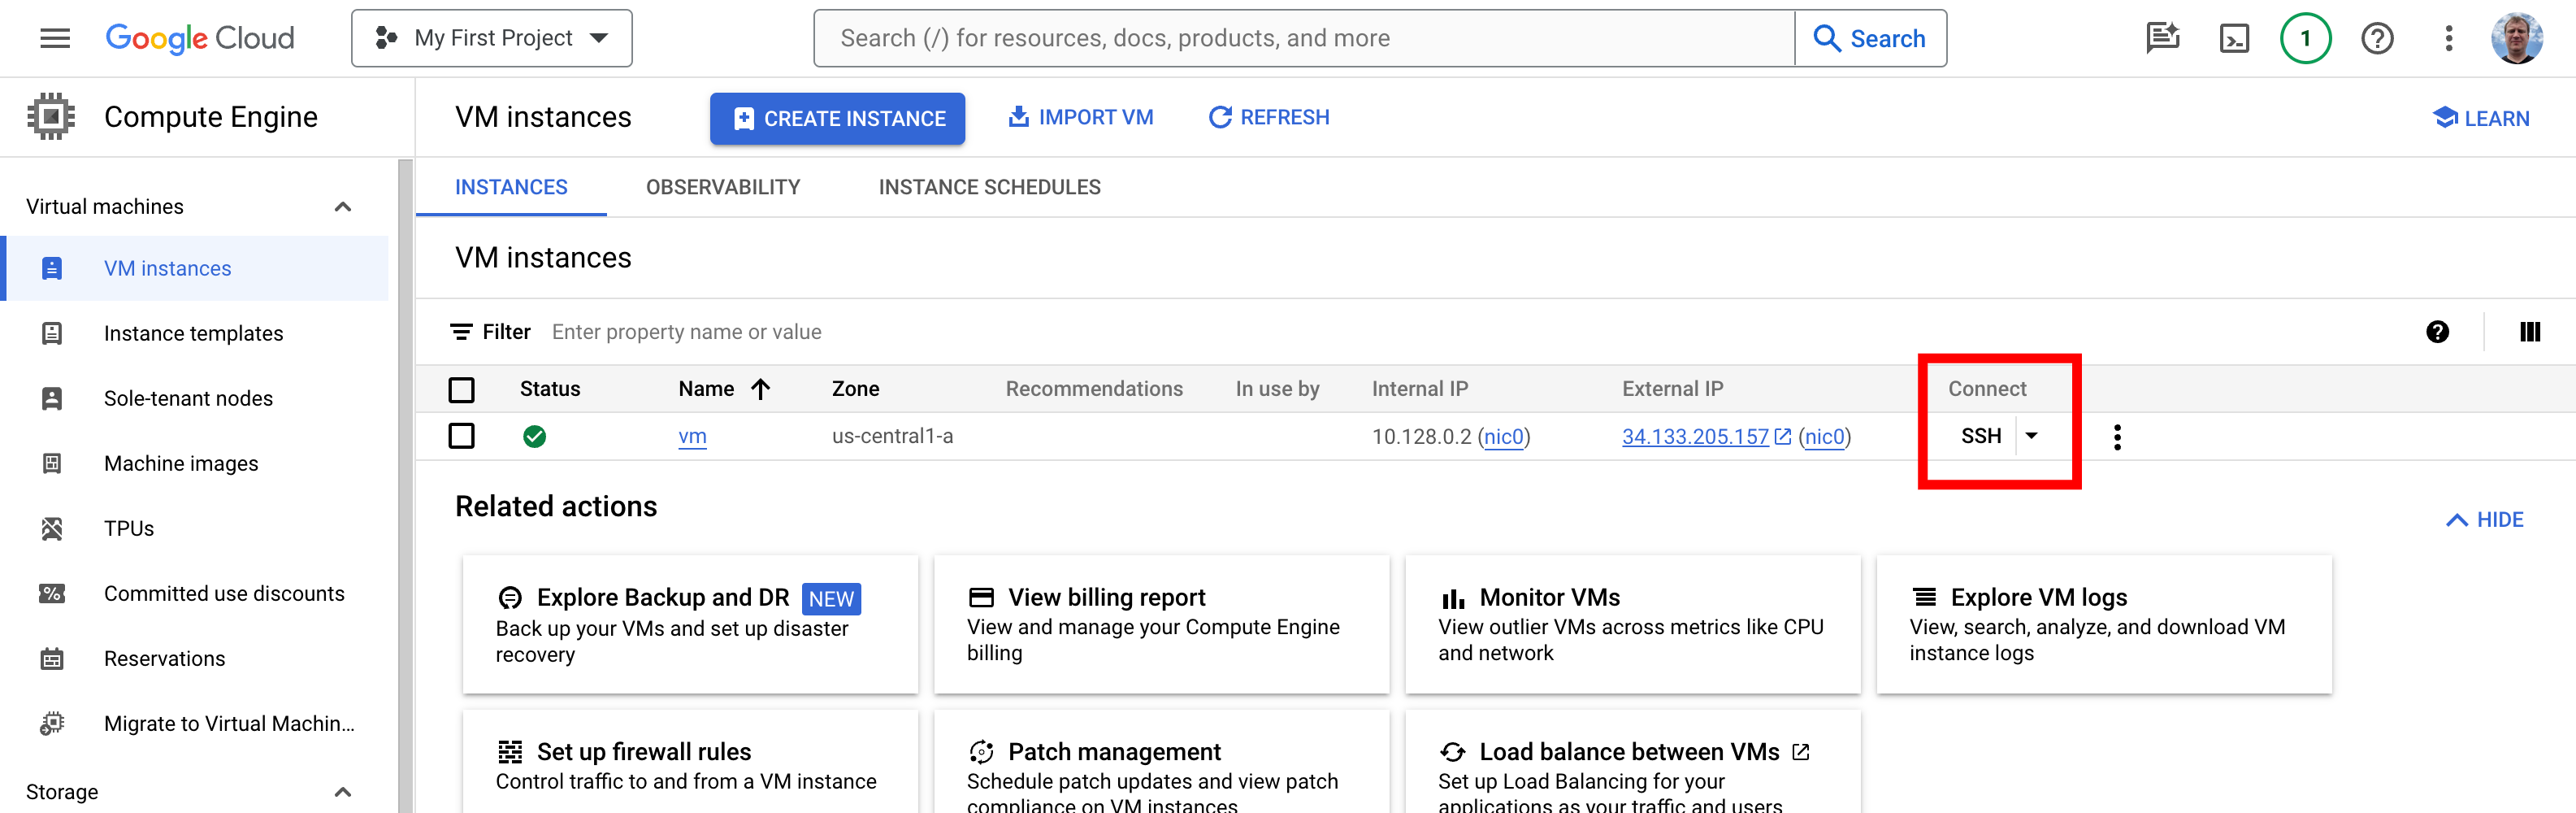 Google Cloud
My First Project
Search (/) for resources, docs, products, and more
Search
1
Compute Engine
VM instances
CREATE INSTANCE
IMPORT VM
REFRESH
LEARN
Virtual machines
VM instances
Instance templates
Sole-tenant nodes
Machine images
TPUs
Committed use discounts
Reservations
Migrate to Virtual Machin...
Storage
INSTANCES OBSERVABILITY INSTANCE SCHEDULES
VM instances
Filter Enter property name or value
Status Name Zone Recommendations In use by Internal IP External IP Connect
vm us-central1-a 10.128.0.2 (nic0) 34.133.205.157 (nic0) SSH
Related actions
HIDE
Explore Backup and DR NEW
Back up your VMs and set up disaster
recovery
View billing report
View and manage your Compute Engine
billing
Monitor VMs
View outlier VMs across metrics like CPU
and network
Explore VM logs
View, search, analyze, and download VM
instance logs
Set up firewall rules
Control traffic to and from a VM instance
Patch management
Schedule patch updates and view patch
compliance on VM instances
Load balance between VMs
Set up Load Balancing for your
applications as your traffic and users